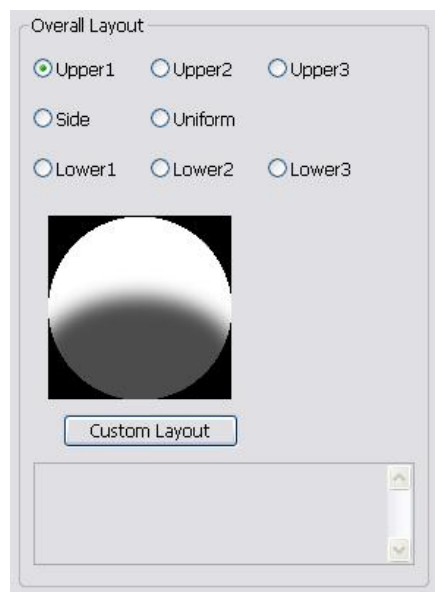 Overall Layout
Upper1 Upper2 Upper3
Side Uniform
Lower1 Lower2 Lower3
Custom Layout